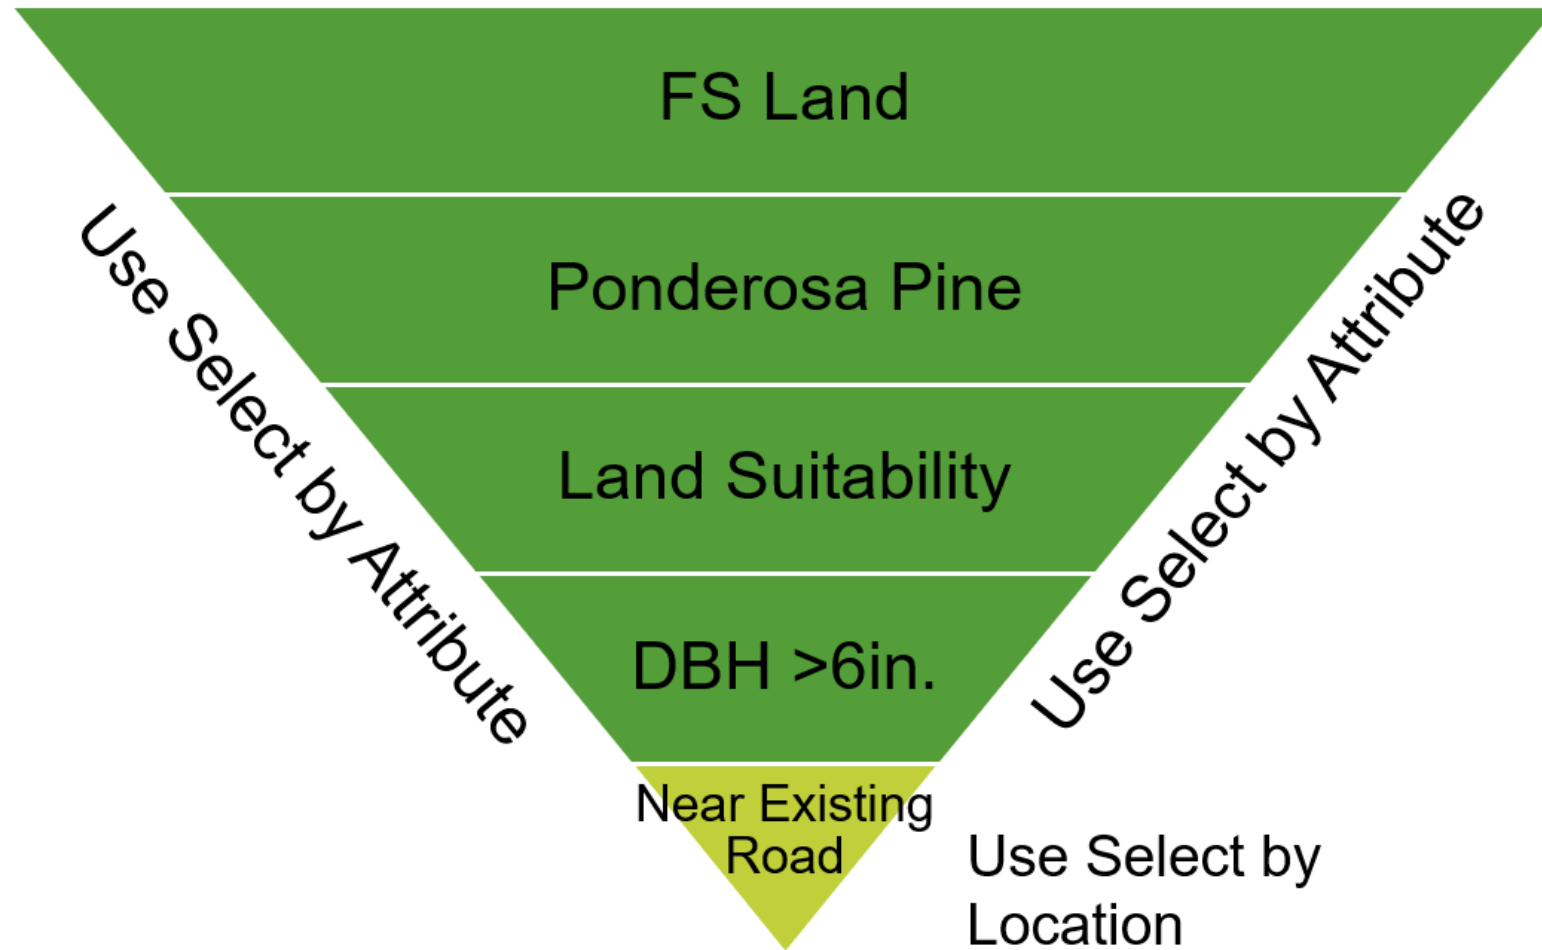 FS Land
Ponderosa Pine
Land Suitability
DBH >6in.
Near Existing
Road
Use Select by Attribute
Use Select by Attribute
Use Select by
Location